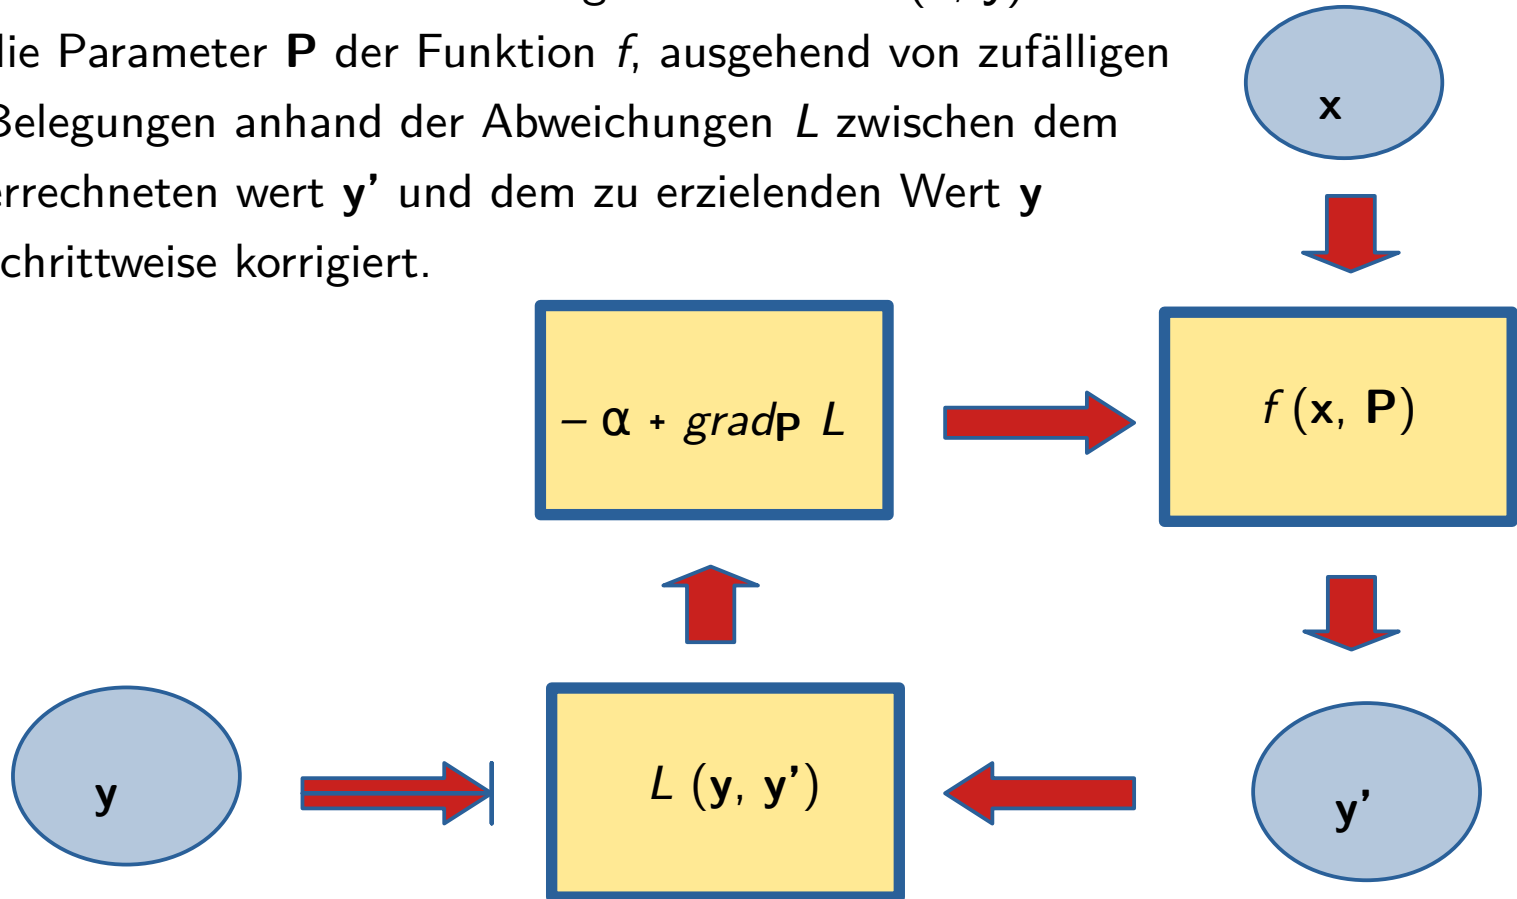 die Parameter P der Funktion f, ausgehend von zufälligen
Belegungen anhand der Abweichungen L zwischen dem
errechneten wert y’ und dem zu erzielenden Wert y
schrittweise korrigiert.
x
– α + gradP L
f (x, P)
y
L (y, y’)
y’